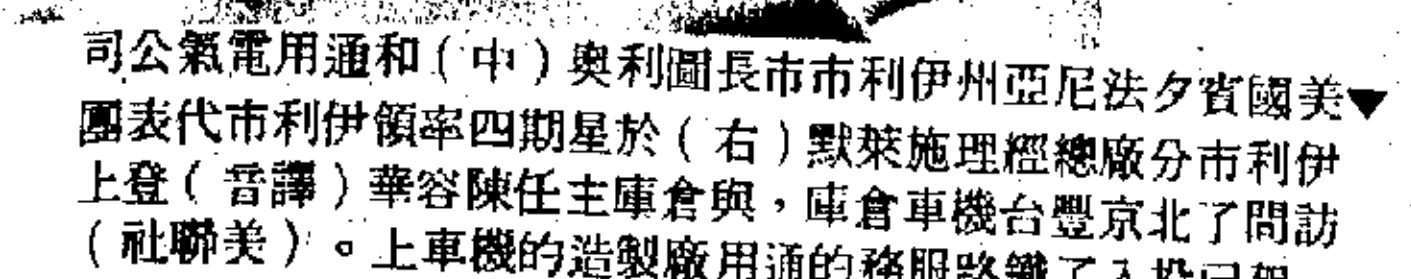 ▼美國賓夕法尼亞州伊利市市長圖利奧（中）和通用電氣公司
伊利市分廠總經理施萊默（右）於星期四率領伊利市代表團
訪問了北京豐台機車倉庫，與倉庫主任陳容華（譯音）登上
已投入了鐵路服務的通用廠製造的機車上。（美聯社）